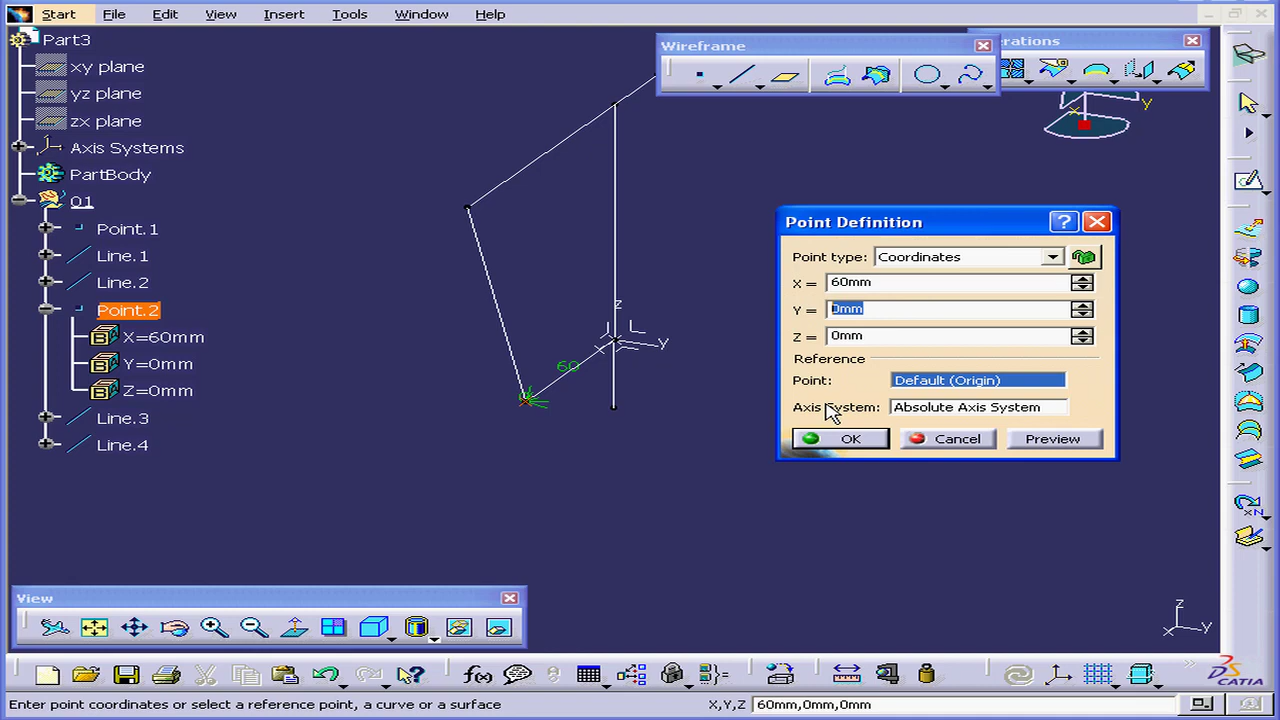 Start File Edit View Insert Tools Window Help
Part3
xy plane
yz plane
zx plane
Axis Systems
PartBody
01
Point.1
Line.1
Line.2
Point.2
X=60mm
Y=0mm
Z=0mm
Line.3
Line.4
Wireframe
erations
y
x
z
y
x
60
Point Definition
Point type: Coordinates
X = 60mm
Y = 0mm
Z = 0mm
Reference
Point: Default (Origin)
Axis System: Absolute Axis System
OK Cancel Preview
View
z
x y
f(x)
CATIA
Enter point coordinates or select a reference point, a curve or a surface X,Y,Z 60mm,0mm,0mm